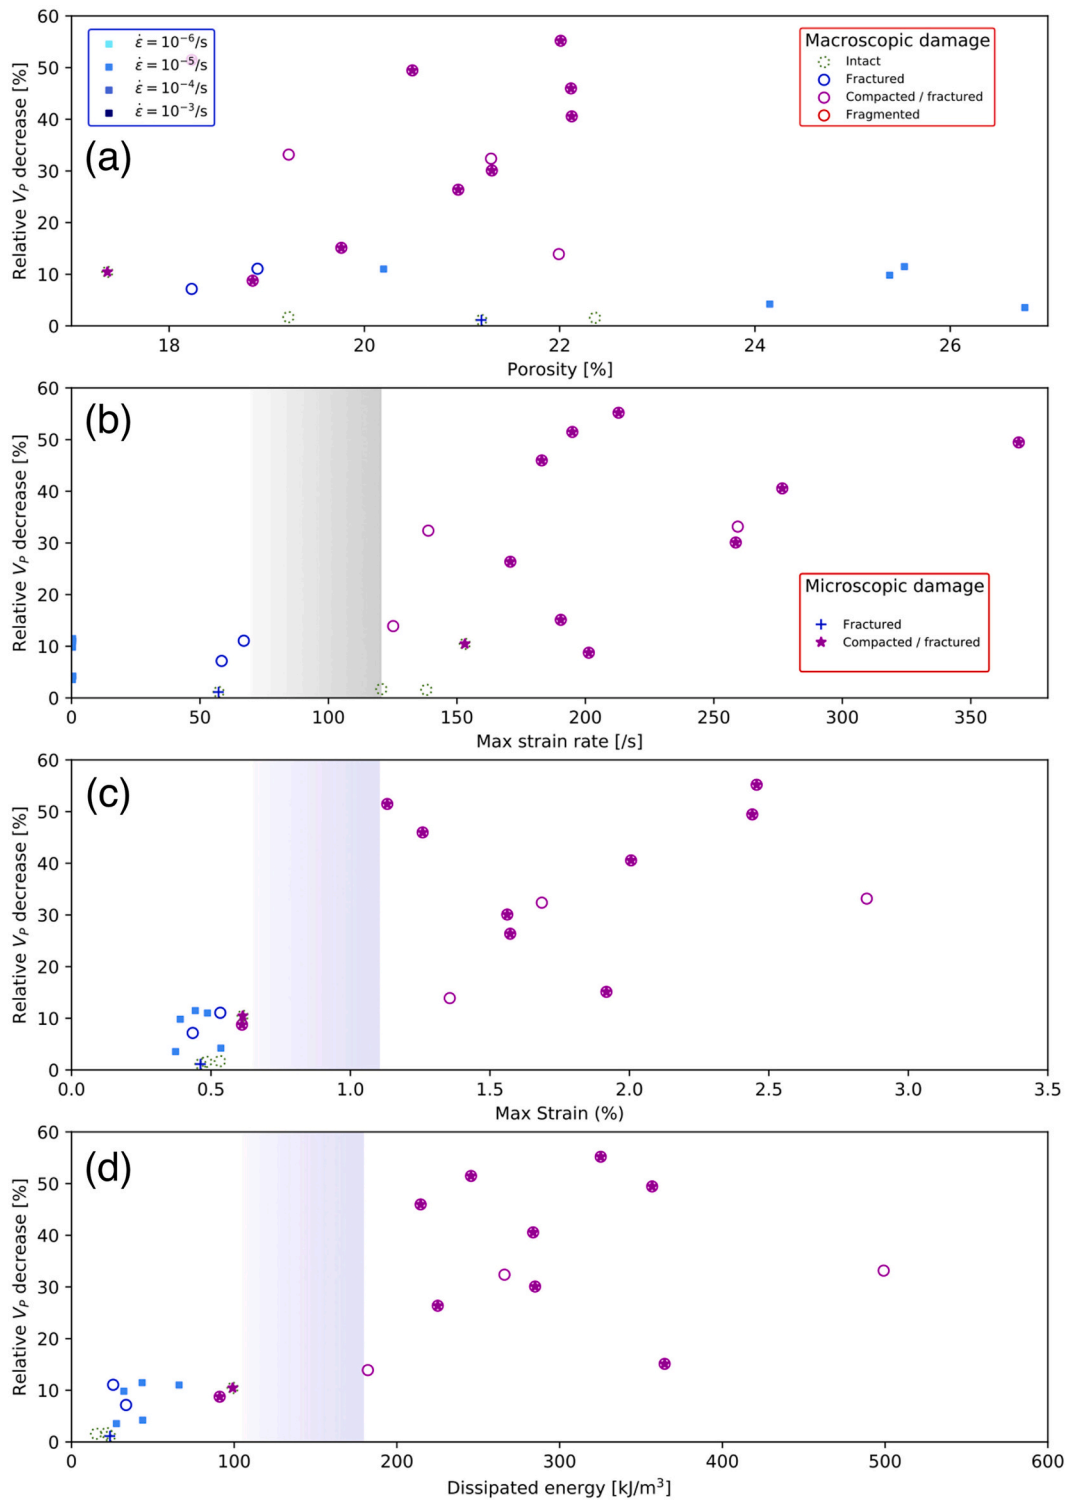 60
50
40
30
20
10
0
Relative V_P decrease [%]
ε̇ = 10⁻⁶/s
ε̇ = 10⁻⁵/s
ε̇ = 10⁻⁴/s
ε̇ = 10⁻³/s
(a)
Macroscopic damage
Intact
Fractured
Compacted / fractured
Fragmented
18 20 22 24 26
Porosity [%]
60
50
40
30
20
10
0
Relative V_P decrease [%]
(b)
Microscopic damage
Fractured
Compacted / fractured
0 50 100 150 200 250 300 350
Max strain rate [/s]
60
50
40
30
20
10
0
Relative V_P decrease [%]
(c)
0.0 0.5 1.0 1.5 2.0 2.5 3.0 3.5
Max Strain (%)
60
50
40
30
20
10
0
Relative V_P decrease [%]
(d)
0 100 200 300 400 500 600
Dissipated energy [kJ/m³]